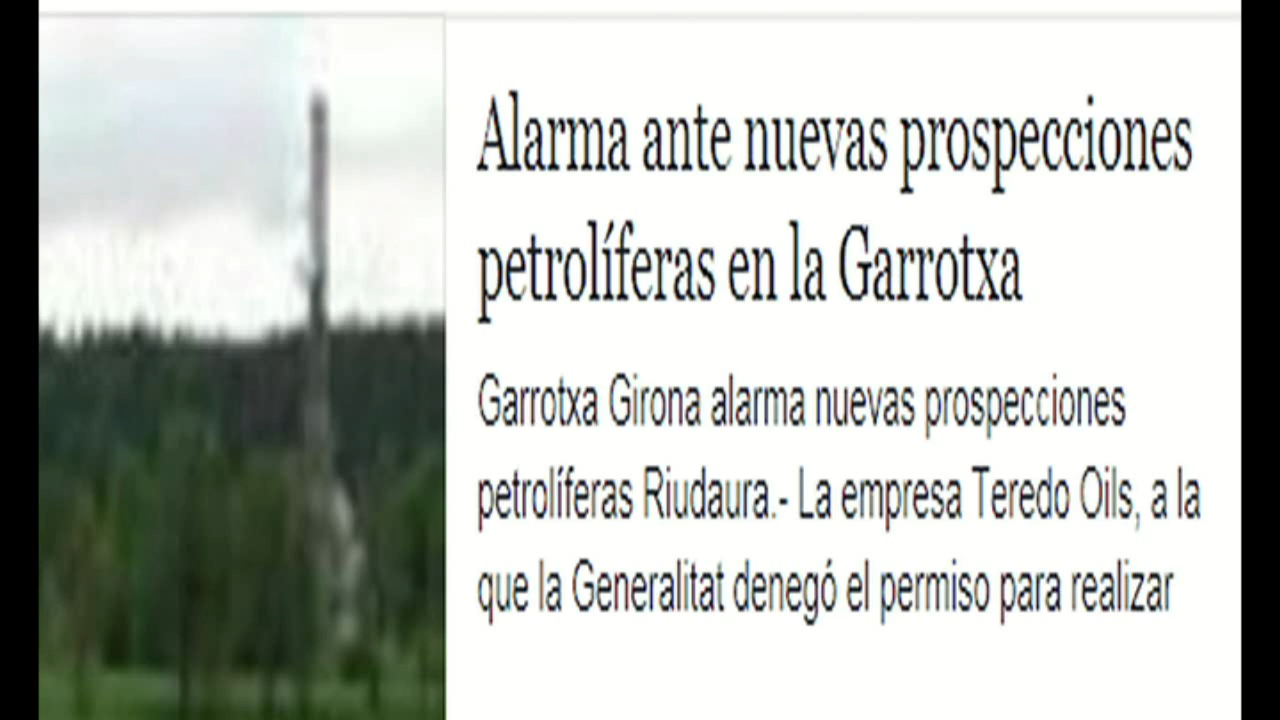 Alarma ante nuevas prospecciones
petrolíferas en la Garrotxa
Garrotxa Girona alarma nuevas prospecciones
petrolíferas Riudaura.- La empresa Teredo Oils, a la
que la Generalitat denegó el permiso para realizar